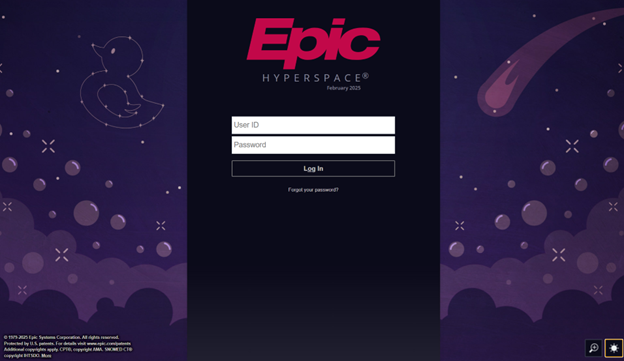 Epic
HYPERSPACE®
February 2025
User ID
Password
Log In
Forgot your password?
© 1979-2025 Epic Systems Corporation. All rights reserved.
Protected by U.S. patents. For details visit www.epic.com/patents
Additional copyrights apply. CPT®, copyright AMA. SNOMED CT®
copyright IHTSDO. More